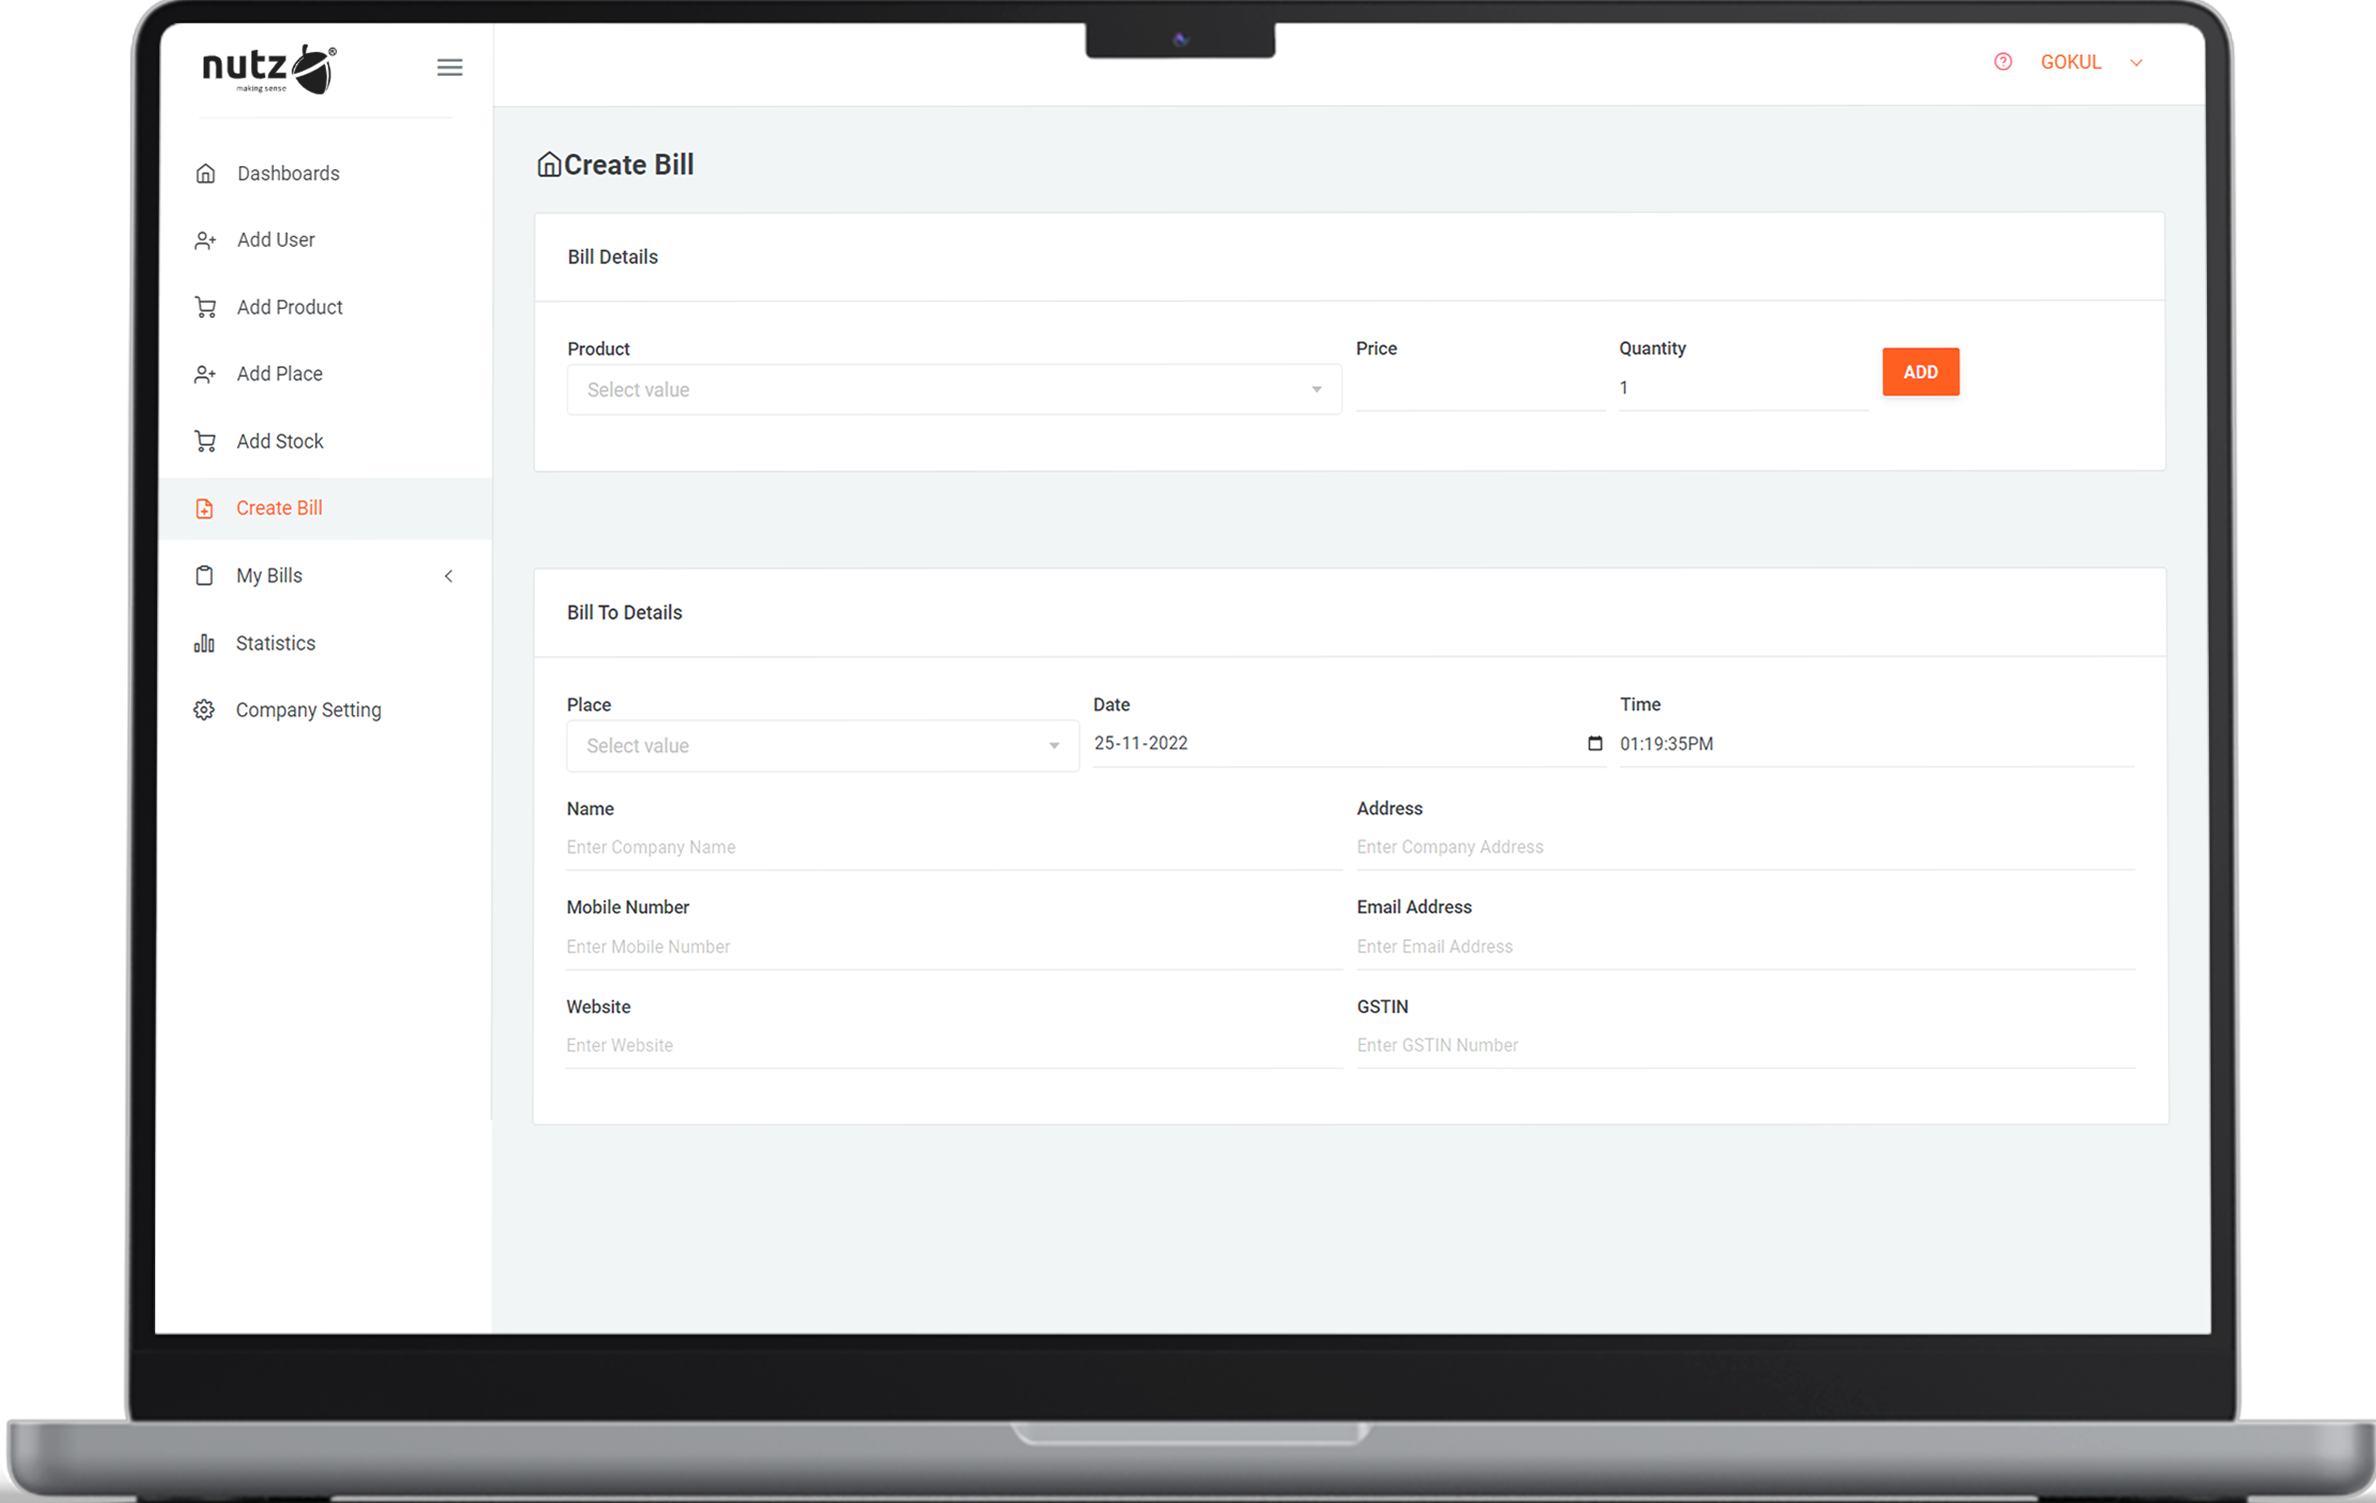 nutz®
making sense
GOKUL
Dashboards
Add User
Add Product
Add Place
Add Stock
Create Bill
My Bills
Statistics
Company Setting
Create Bill
Bill Details
Product Price Quantity
Select value 1 ADD
Bill To Details
Place Date Time
Select value 25-11-2022 01:19:35PM
Name Address
Enter Company Name Enter Company Address
Mobile Number Email Address
Enter Mobile Number Enter Email Address
Website GSTIN
Enter Website Enter GSTIN Number